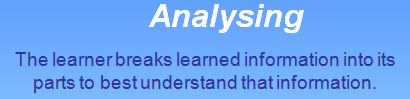 Analysing
The learner breaks learned information into its
parts to best understand that information.